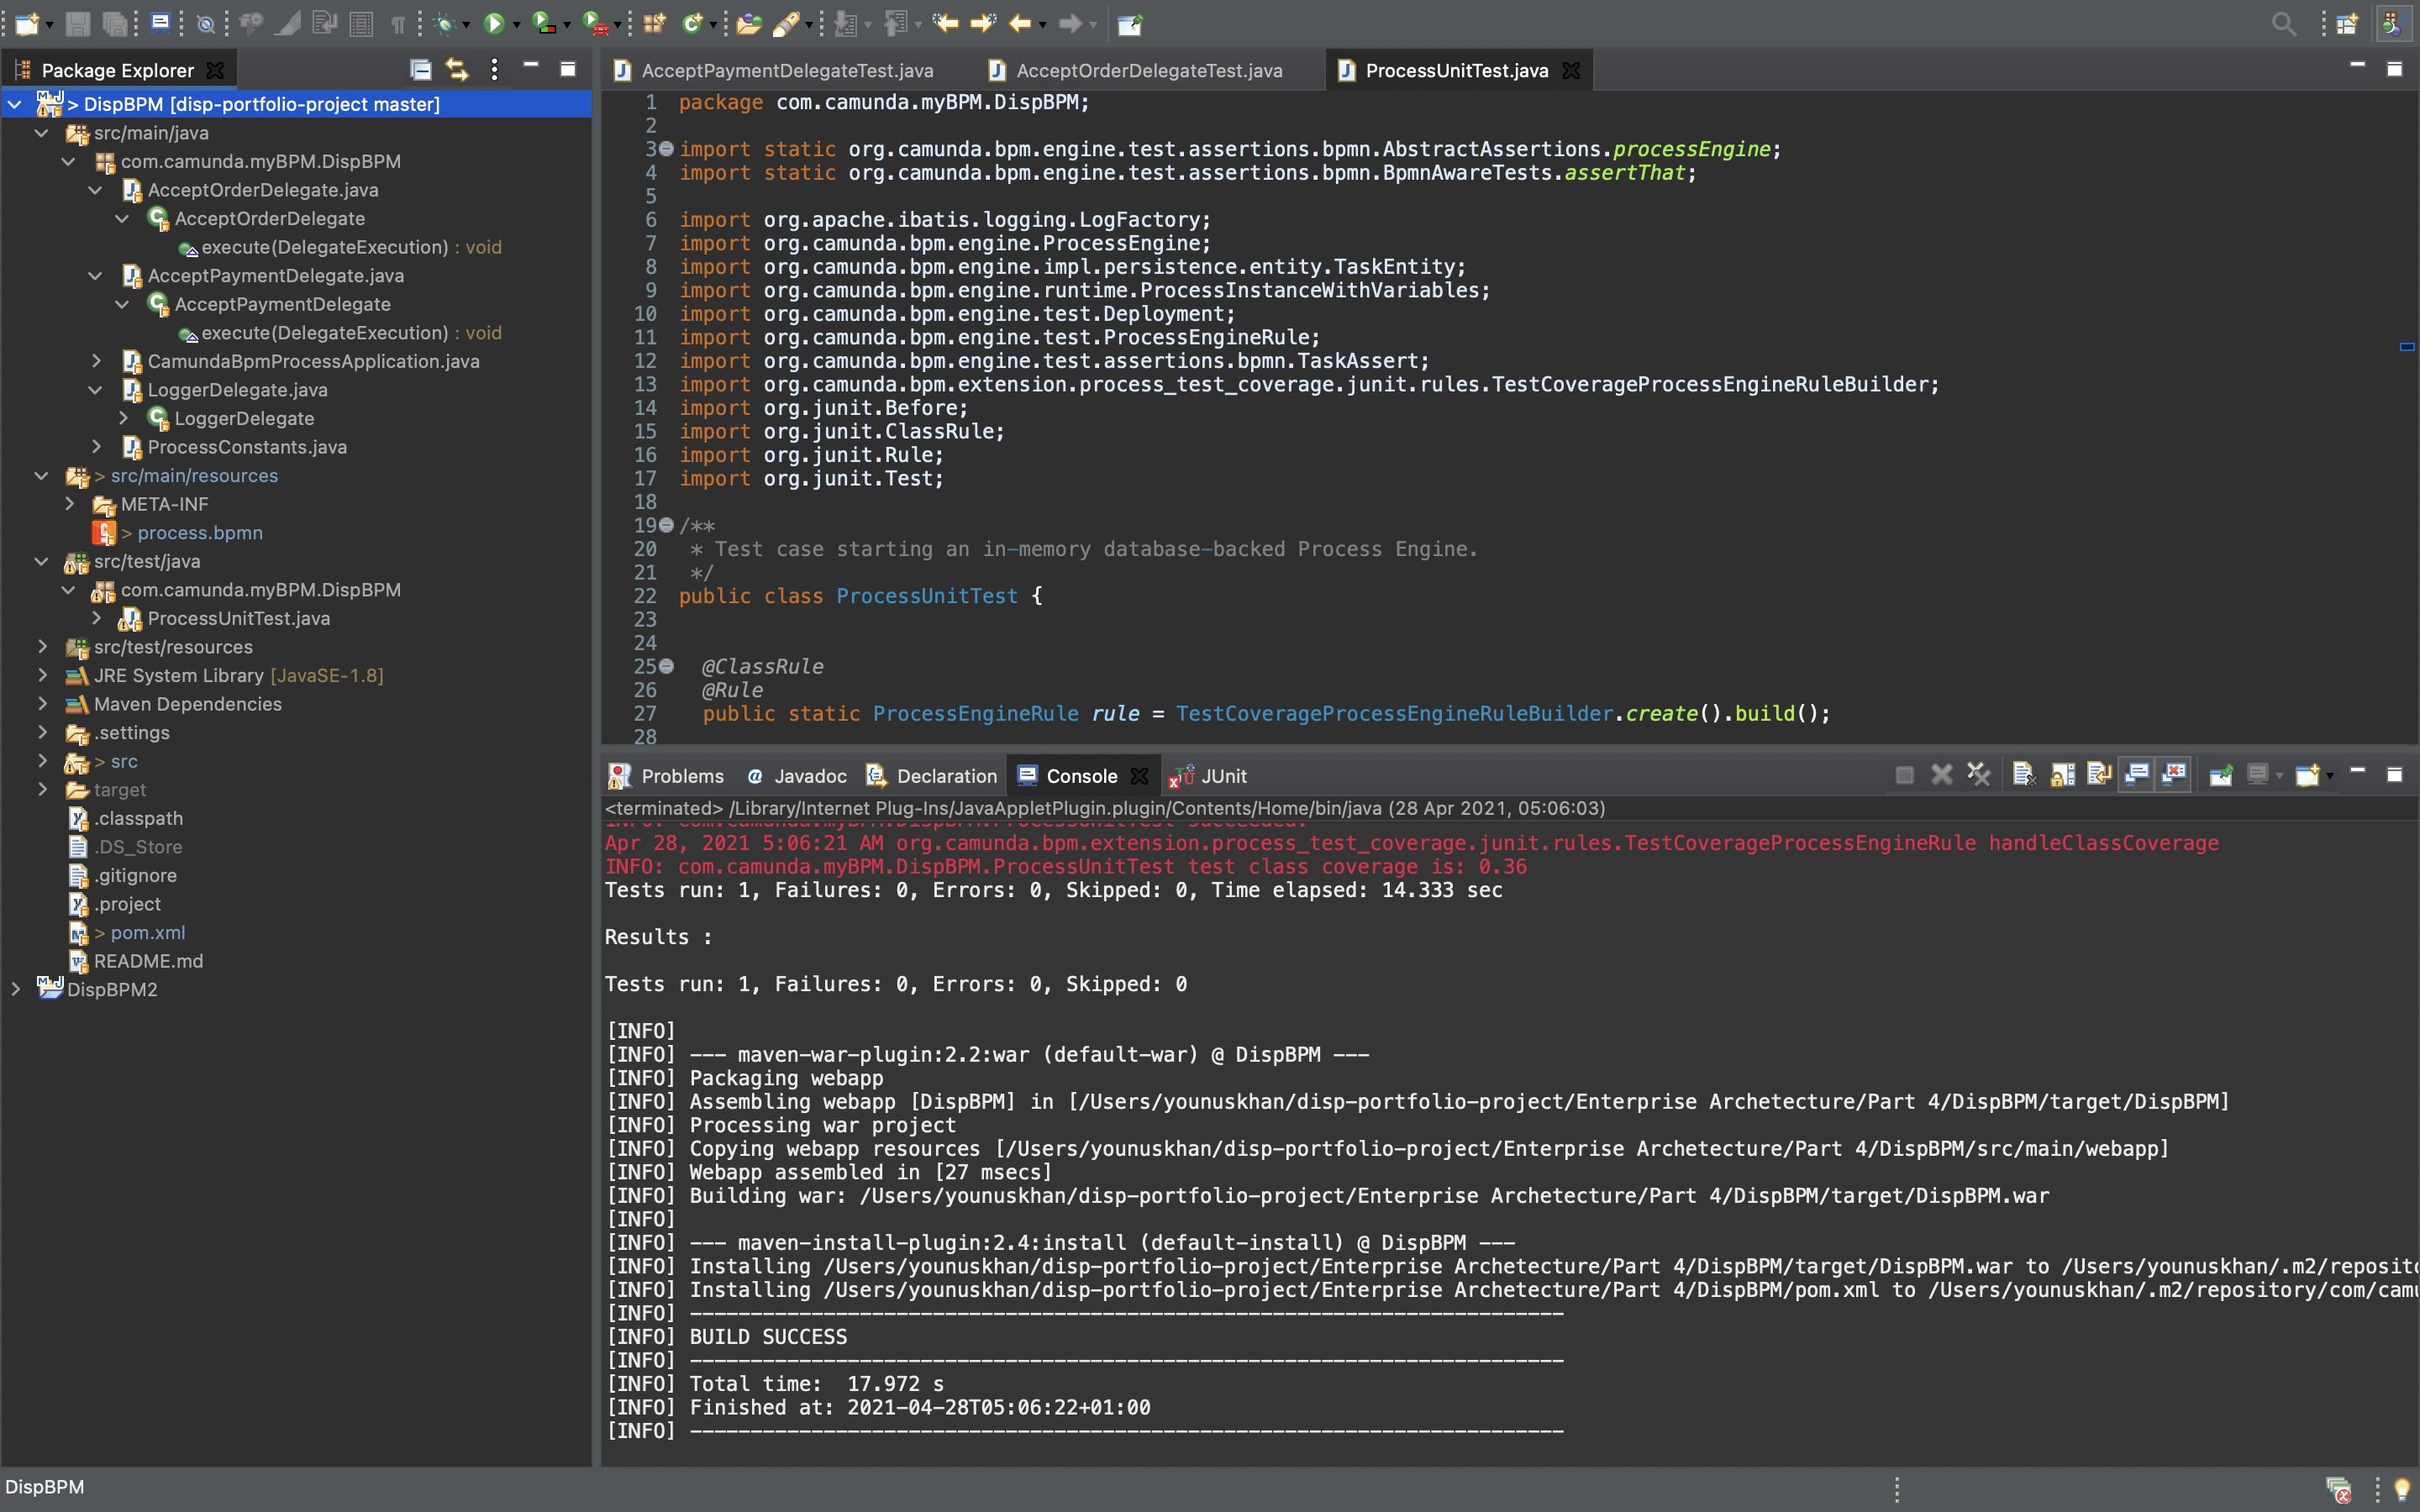 Package Explorer
> DispBPM [disp-portfolio-project master]
src/main/java
com.camunda.myBPM.DispBPM
AcceptOrderDelegate.java
AcceptOrderDelegate
execute(DelegateExecution) : void
AcceptPaymentDelegate.java
AcceptPaymentDelegate
execute(DelegateExecution) : void
CamundaBpmProcessApplication.java
LoggerDelegate.java
LoggerDelegate
ProcessConstants.java
> src/main/resources
META-INF
> process.bpmn
src/test/java
com.camunda.myBPM.DispBPM
ProcessUnitTest.java
src/test/resources
JRE System Library [JavaSE-1.8]
Maven Dependencies
.settings
> src
target
.classpath
.DS_Store
.gitignore
.project
> pom.xml
README.md
DispBPM2
AcceptPaymentDelegateTest.java AcceptOrderDelegateTest.java ProcessUnitTest.java
1 package com.camunda.myBPM.DispBPM;
2
3 import static org.camunda.bpm.engine.test.assertions.bpmn.AbstractAssertions.processEngine;
4 import static org.camunda.bpm.engine.test.assertions.bpmn.BpmnAwareTests.assertThat;
5
6 import org.apache.ibatis.logging.LogFactory;
7 import org.camunda.bpm.engine.ProcessEngine;
8 import org.camunda.bpm.engine.impl.persistence.entity.TaskEntity;
9 import org.camunda.bpm.engine.runtime.ProcessInstanceWithVariables;
10 import org.camunda.bpm.engine.test.Deployment;
11 import org.camunda.bpm.engine.test.ProcessEngineRule;
12 import org.camunda.bpm.engine.test.assertions.bpmn.TaskAssert;
13 import org.camunda.bpm.extension.process_test_coverage.junit.rules.TestCoverageProcessEngineRuleBuilder;
14 import org.junit.Before;
15 import org.junit.ClassRule;
16 import org.junit.Rule;
17 import org.junit.Test;
18
19 /**
20 * Test case starting an in-memory database-backed Process Engine.
21 */
22 public class ProcessUnitTest {
23
24
25 @ClassRule
26 @Rule
27 public static ProcessEngineRule rule = TestCoverageProcessEngineRuleBuilder.create().build();
28
Problems Javadoc Declaration Console JUnit
<terminated> /Library/Internet Plug-Ins/JavaAppletPlugin.plugin/Contents/Home/bin/java (28 Apr 2021, 05:06:03)
INFO: com.camunda.myBPM.DispBPM.ProcessUnitTest succeeded.
Apr 28, 2021 5:06:21 AM org.camunda.bpm.extension.process_test_coverage.junit.rules.TestCoverageProcessEngineRule handleClassCoverage
INFO: com.camunda.myBPM.DispBPM.ProcessUnitTest test class coverage is: 0.36
Tests run: 1, Failures: 0, Errors: 0, Skipped: 0, Time elapsed: 14.333 sec
Results :
Tests run: 1, Failures: 0, Errors: 0, Skipped: 0
[INFO]
[INFO] --- maven-war-plugin:2.2:war (default-war) @ DispBPM ---
[INFO] Packaging webapp
[INFO] Assembling webapp [DispBPM] in [/Users/younuskhan/disp-portfolio-project/Enterprise Archetecture/Part 4/DispBPM/target/DispBPM]
[INFO] Processing war project
[INFO] Copying webapp resources [/Users/younuskhan/disp-portfolio-project/Enterprise Archetecture/Part 4/DispBPM/src/main/webapp]
[INFO] Webapp assembled in [27 msecs]
[INFO] Building war: /Users/younuskhan/disp-portfolio-project/Enterprise Archetecture/Part 4/DispBPM/target/DispBPM.war
[INFO]
[INFO] --- maven-install-plugin:2.4:install (default-install) @ DispBPM ---
[INFO] Installing /Users/younuskhan/disp-portfolio-project/Enterprise Archetecture/Part 4/DispBPM/target/DispBPM.war to /Users/younuskhan/.m2/reposito
[INFO] Installing /Users/younuskhan/disp-portfolio-project/Enterprise Archetecture/Part 4/DispBPM/pom.xml to /Users/younuskhan/.m2/repository/com/camu
[INFO] ------------------------------------------------------------------------
[INFO] BUILD SUCCESS
[INFO] ------------------------------------------------------------------------
[INFO] Total time:  17.972 s
[INFO] Finished at: 2021-04-28T05:06:22+01:00
[INFO] ------------------------------------------------------------------------
DispBPM